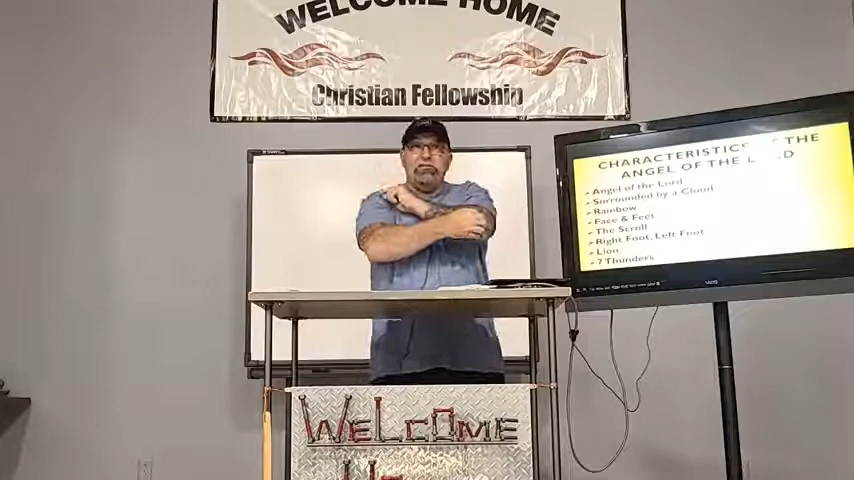 WELCOME HOME
Christian Fellowship
CHARACTERISTICS THE
ANGEL OF THE
Angel of the Lord
Surrounded by a Cloud
Rainbow
Face & Feet
The Scroll
Right Foot, Left Foot
Lion
7 Thunders
WELCOME